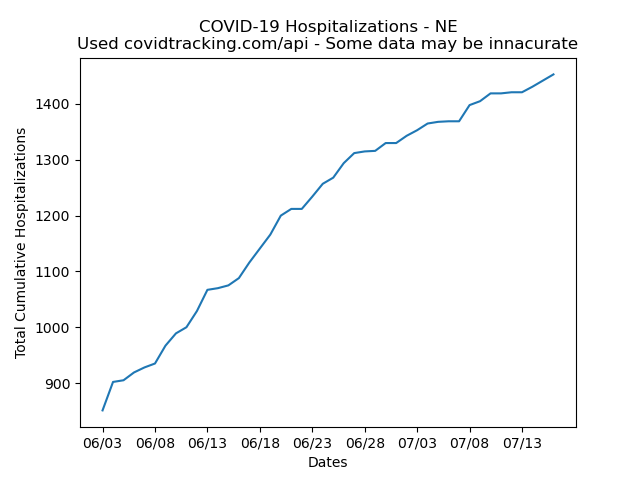 COVID-19 Hospitalizations - NE
Used covidtracking.com/api - Some data may be innacurate
Total Cumulative Hospitalizations
1400
1300
1200
1100
1000
900
06/03 06/08 06/13 06/18 06/23 06/28 07/03 07/08 07/13
Dates